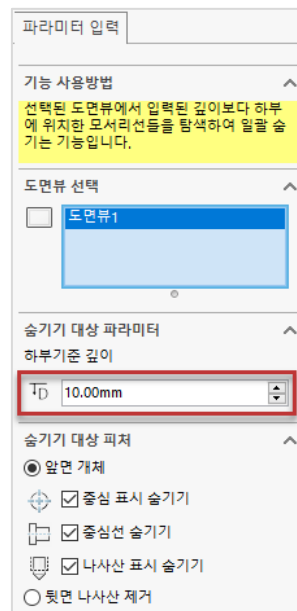 파라미터 입력
기능 사용방법
선택된 도면뷰에서 입력된 깊이보다 하부
에 위치한 모서리선들을 탐색하여 일괄 숨
기는 기능입니다.
도면뷰 선택
도면뷰1
숨기기 대상 파라미터
하부기준 깊이
D 10.00mm
숨기기 대상 피처
앞면 개체
중심 표시 숨기기
중심선 숨기기
나사산 표시 숨기기
뒷면 나사산 제거